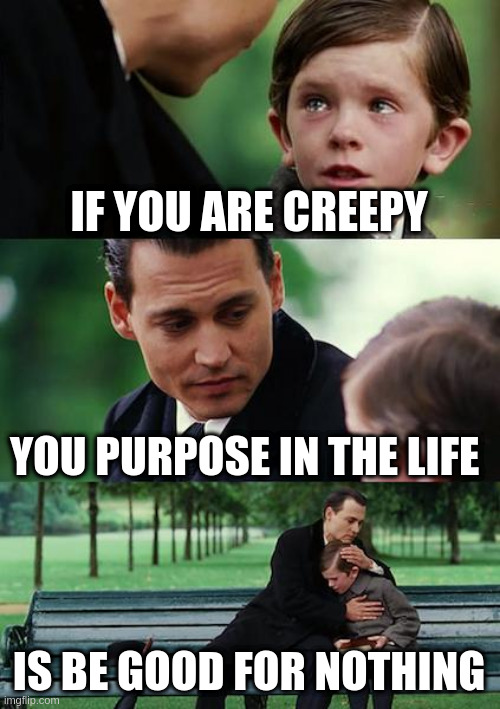 IF YOU ARE CREEPY
YOU PURPOSE IN THE LIFE
IS BE GOOD FOR NOTHING
imgflip.com